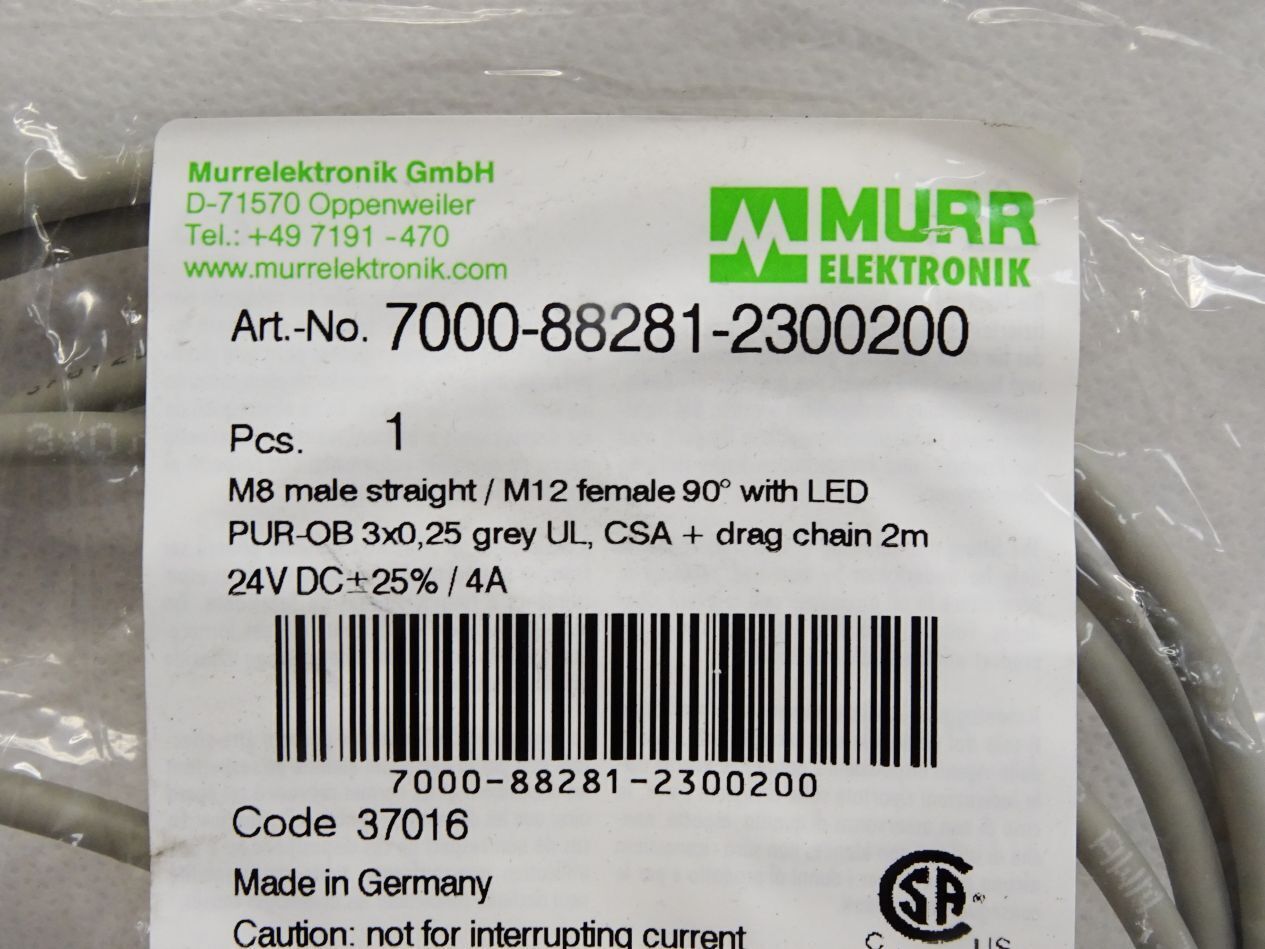 Murrelektronik GmbH
D-71570 Oppenweiler
Tel.: +49 7191 -470
www.murrelektronik.com
MURR
ELEKTRONIK
Art.-No. 7000-88281-2300200
Pcs. 1
M8 male straight / M12 female 90° with LED
PUR-OB 3x0,25 grey UL, CSA + drag chain 2m
24V DC±25% / 4A
7000-88281-2300200
Code 37016
Made in Germany
Caution: not for interrupting current
CSA
C US